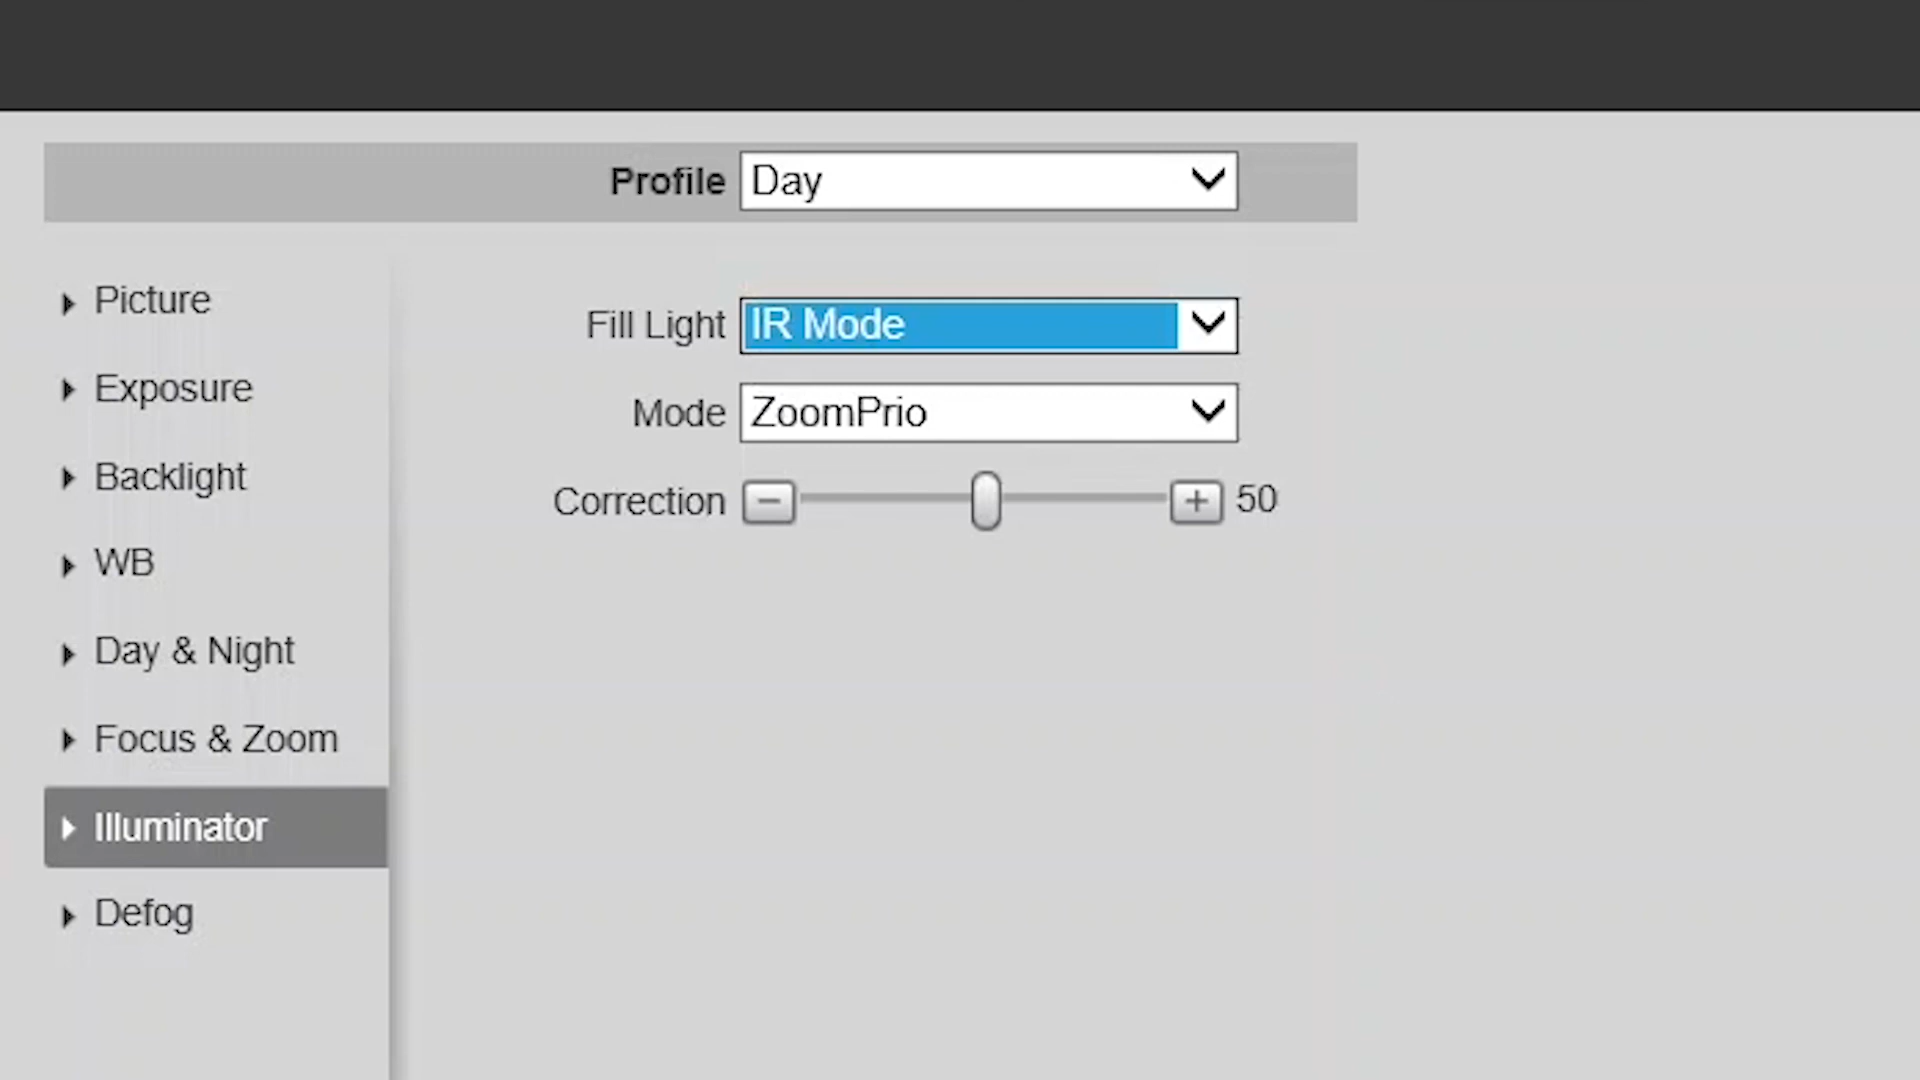 Profile Day
Picture
Fill Light IR Mode
Exposure
Mode ZoomPrio
Backlight
Correction 50
WB
Day & Night
Focus & Zoom
Illuminator
Defog